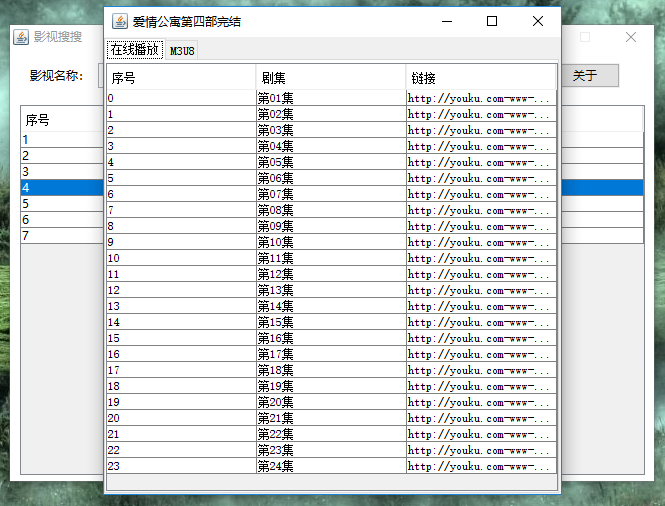 影视搜搜
影视名称:
关于
序号
1
2
3
4
5
6
7
爱情公寓第四部完结
在线播放 M3U8
序号 剧集 链接
0 第01集 http://youku.com-www-...
1 第02集 http://youku.com-www-...
2 第03集 http://youku.com-www-...
3 第04集 http://youku.com-www-...
4 第05集 http://youku.com-www-...
5 第06集 http://youku.com-www-...
6 第07集 http://youku.com-www-...
7 第08集 http://youku.com-www-...
8 第09集 http://youku.com-www-...
9 第10集 http://youku.com-www-...
10 第11集 http://youku.com-www-...
11 第12集 http://youku.com-www-...
12 第13集 http://youku.com-www-...
13 第14集 http://youku.com-www-...
14 第15集 http://youku.com-www-...
15 第16集 http://youku.com-www-...
16 第17集 http://youku.com-www-...
17 第18集 http://youku.com-www-...
18 第19集 http://youku.com-www-...
19 第20集 http://youku.com-www-...
20 第21集 http://youku.com-www-...
21 第22集 http://youku.com-www-...
22 第23集 http://youku.com-www-...
23 第24集 http://youku.com-www-...